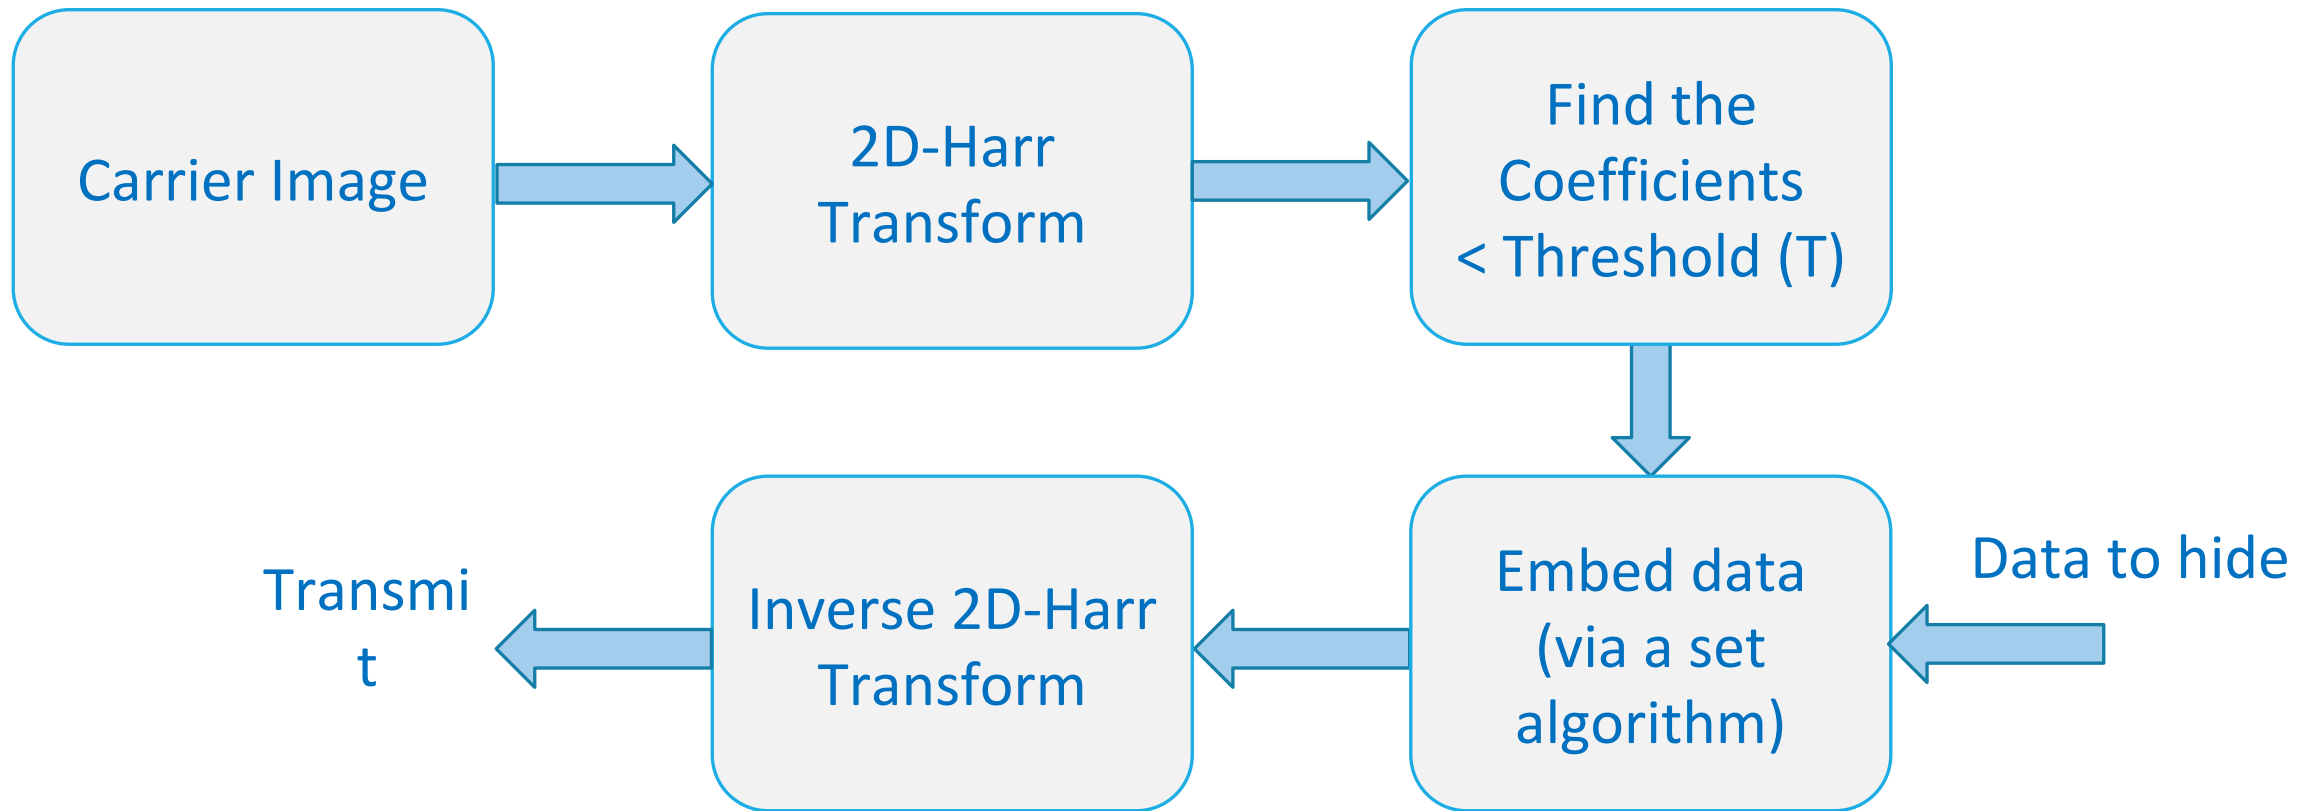 Carrier Image
2D-Harr
Transform
Find the
Coefficients
< Threshold (T)
Data to hide
Embed data
(via a set
algorithm)
Inverse 2D-Harr
Transform
Transmi
t